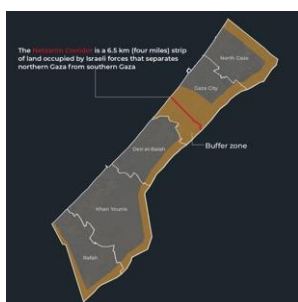 The Netzarim Corridor is a 6.5 km (four miles) strip
of land occupied by Israeli forces that separates
northern Gaza from southern Gaza
North Gaza
Gaza City
Deir el-Balah
Buffer zone
Khan Younis
Rafah